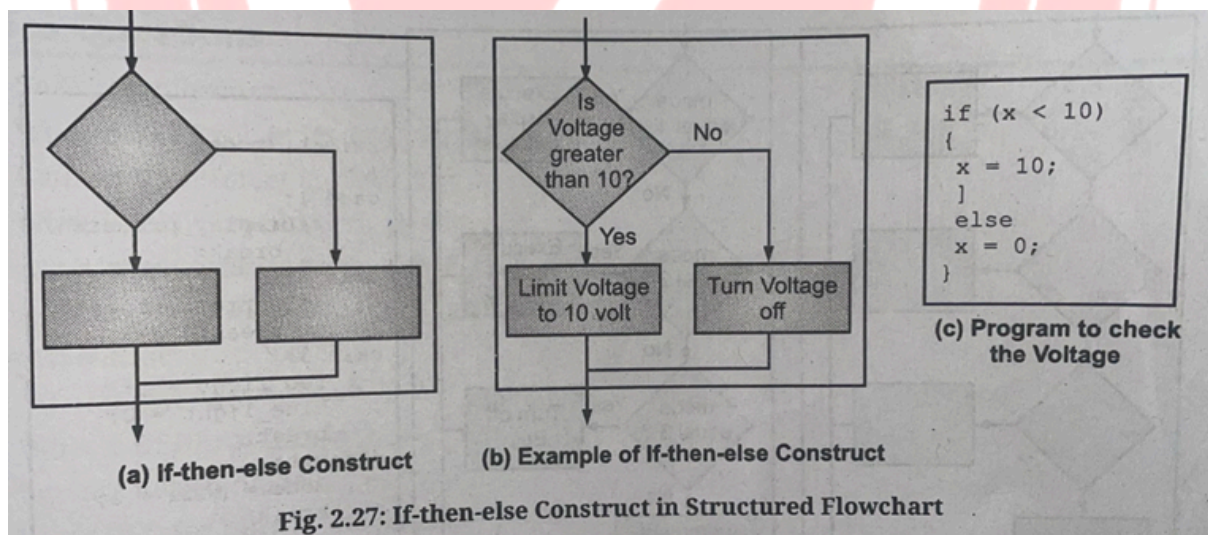 Is
Voltage
greater
than 10?
No
Yes
Limit Voltage
to 10 volt
Turn Voltage
off
if (x < 10)
{
x = 10;
]
else
x = 0;
}
(a) If-then-else Construct
(b) Example of If-then-else Construct
(c) Program to check
the Voltage
Fig. 2.27: If-then-else Construct in Structured Flowchart